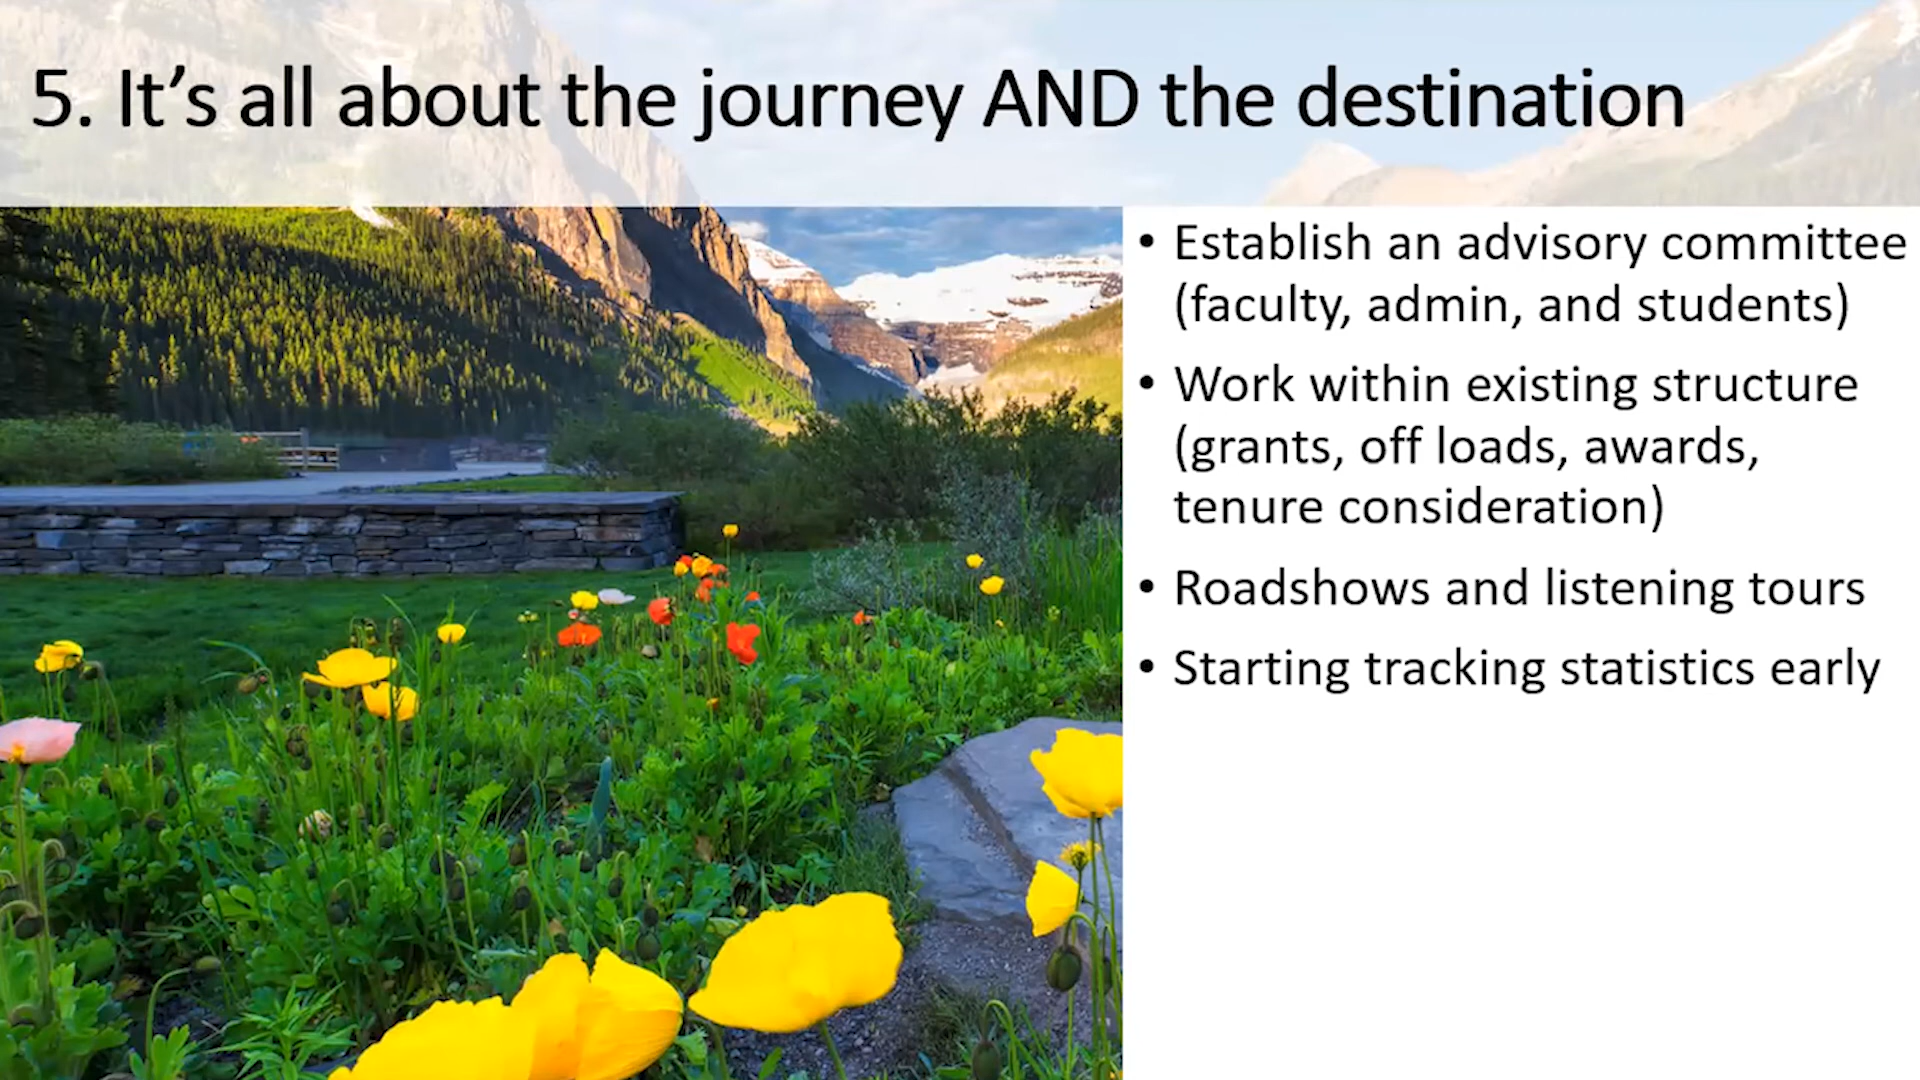 5. It’s all about the journey AND the destination
• Establish an advisory committee
(faculty, admin, and students)
• Work within existing structure
(grants, off loads, awards,
tenure consideration)
• Roadshows and listening tours
• Starting tracking statistics early